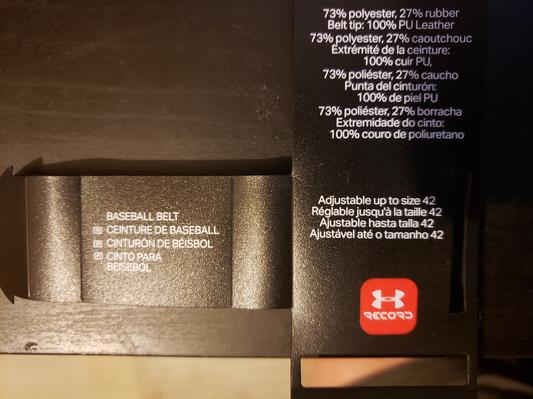 73% polyester, 27% rubber
Belt tip: 100% PU Leather
73% polyester, 27% caoutchouc
Extrémité de la ceinture:
100% cuir PU,
73% poliéster, 27% caucho
Punta del cinturón:
100% de piel PU
73% poliéster, 27% borracha
Extremidade do cinto:
100% couro de poliuretano
BASEBALL BELT
CEINTURE DE BASEBALL
CINTURÓN DE BÉISBOL
CINTO PARA
BEISEBOL
Adjustable up to size 42
Réglable jusqu'à la taille 42
Ajustable hasta talla 42
Ajustável até o tamanho 42
RECORD